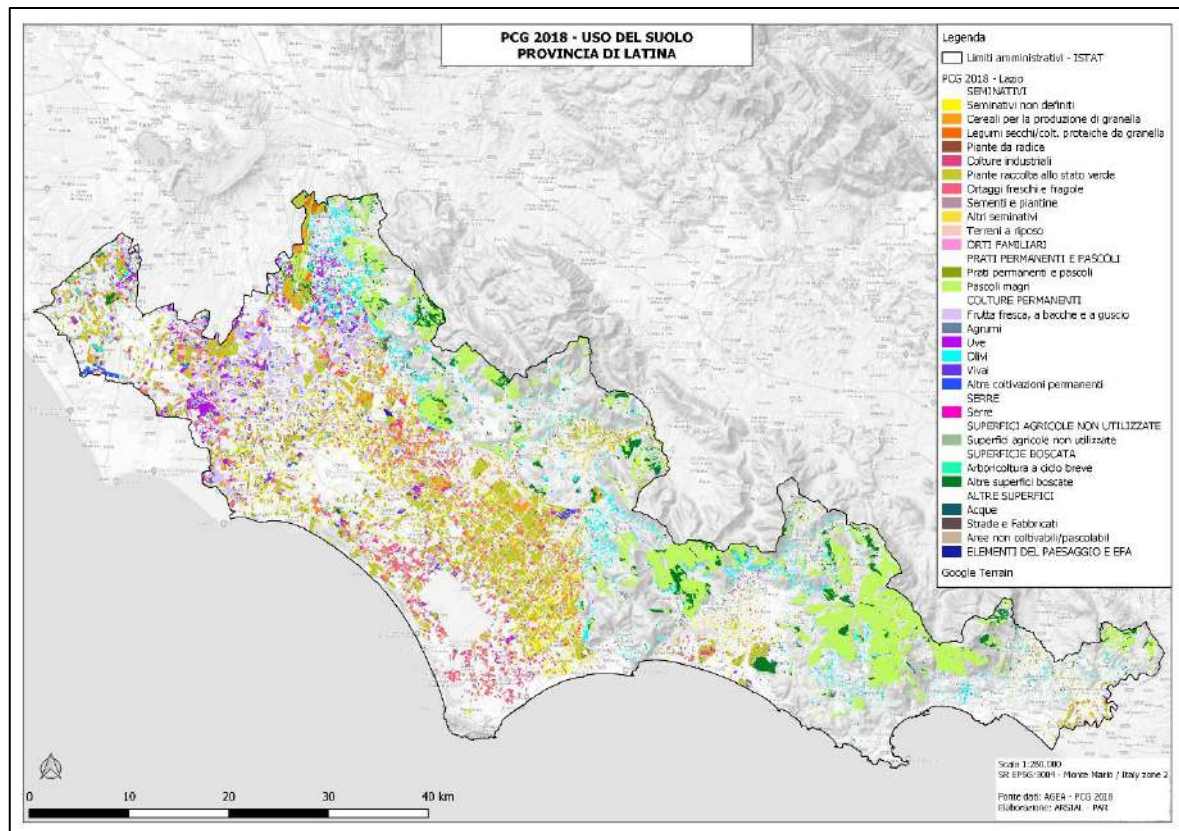 PCG 2018 - USO DEL SUOLO
PROVINCIA DI LATINA
Legenda
Limiti amministrativi - ISTAT
PCG 2018 - Lazio
SEMINATIVI
Seminativi non definiti
Cereali per la produzione di granella
Legumi secchi/colt. proteiche da granella
Piante da radice
Colture industriali
Piante raccolte allo stato verde
Ortaggi freschi e fragole
Sementi e piantine
Altri seminativi
Terreni a riposo
ORTI FAMILIARI
PRATI PERMANENTI E PASCOLI
Prati permanenti e pascoli
Pascoli magri
COLTURE PERMANENTI
Frutta fresca, a bacche e a guscio
Agrumi
Uve
Olivi
Vivai
Altre coltivazioni permanenti
SERRE
Serre
SUPERFICI AGRICOLE NON UTILIZZATE
Superfici agricole non utilizzate
SUPERFICIE BOSCATA
Arboricoltura a ciclo breve
Altre superfici boscate
ALTRE SUPERFICI
Acque
Strade e Fabbricati
Aree non coltivabili/pascolabili
ELEMENTI DEL PAESAGGIO E EFA
Google Terrain
Scala 1:280.000
SR EPSG:3004 - Monte Mario / Italy zone 2
Fonte dati: AGEA - PCG 2018
Elaborazione: ARSIAL - PAR
0 10 20 30 40 km